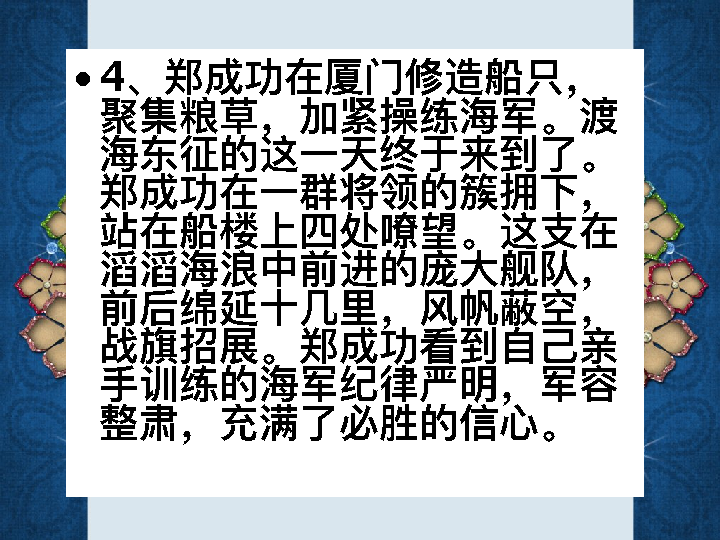 • 4、郑成功在厦门修造船只，
聚集粮草，加紧操练海军。渡
海东征的这一天终于来到了。
郑成功在一群将领的簇拥下，
站在船楼上四处嘹望。这支在
滔滔海浪中前进的庞大舰队，
前后绵延十几里，风帆蔽空，
战旗招展。郑成功看到自己亲
手训练的海军纪律严明，军容
整肃，充满了必胜的信心。